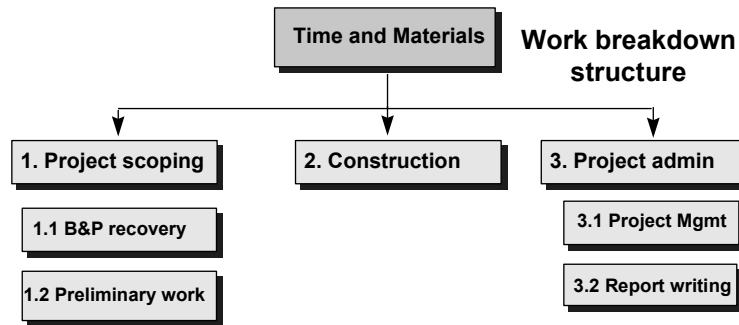 Time and Materials
Work breakdown
structure
1. Project scoping
2. Construction
3. Project admin
1.1 B&P recovery
3.1 Project Mgmt
1.2 Preliminary work
3.2 Report writing